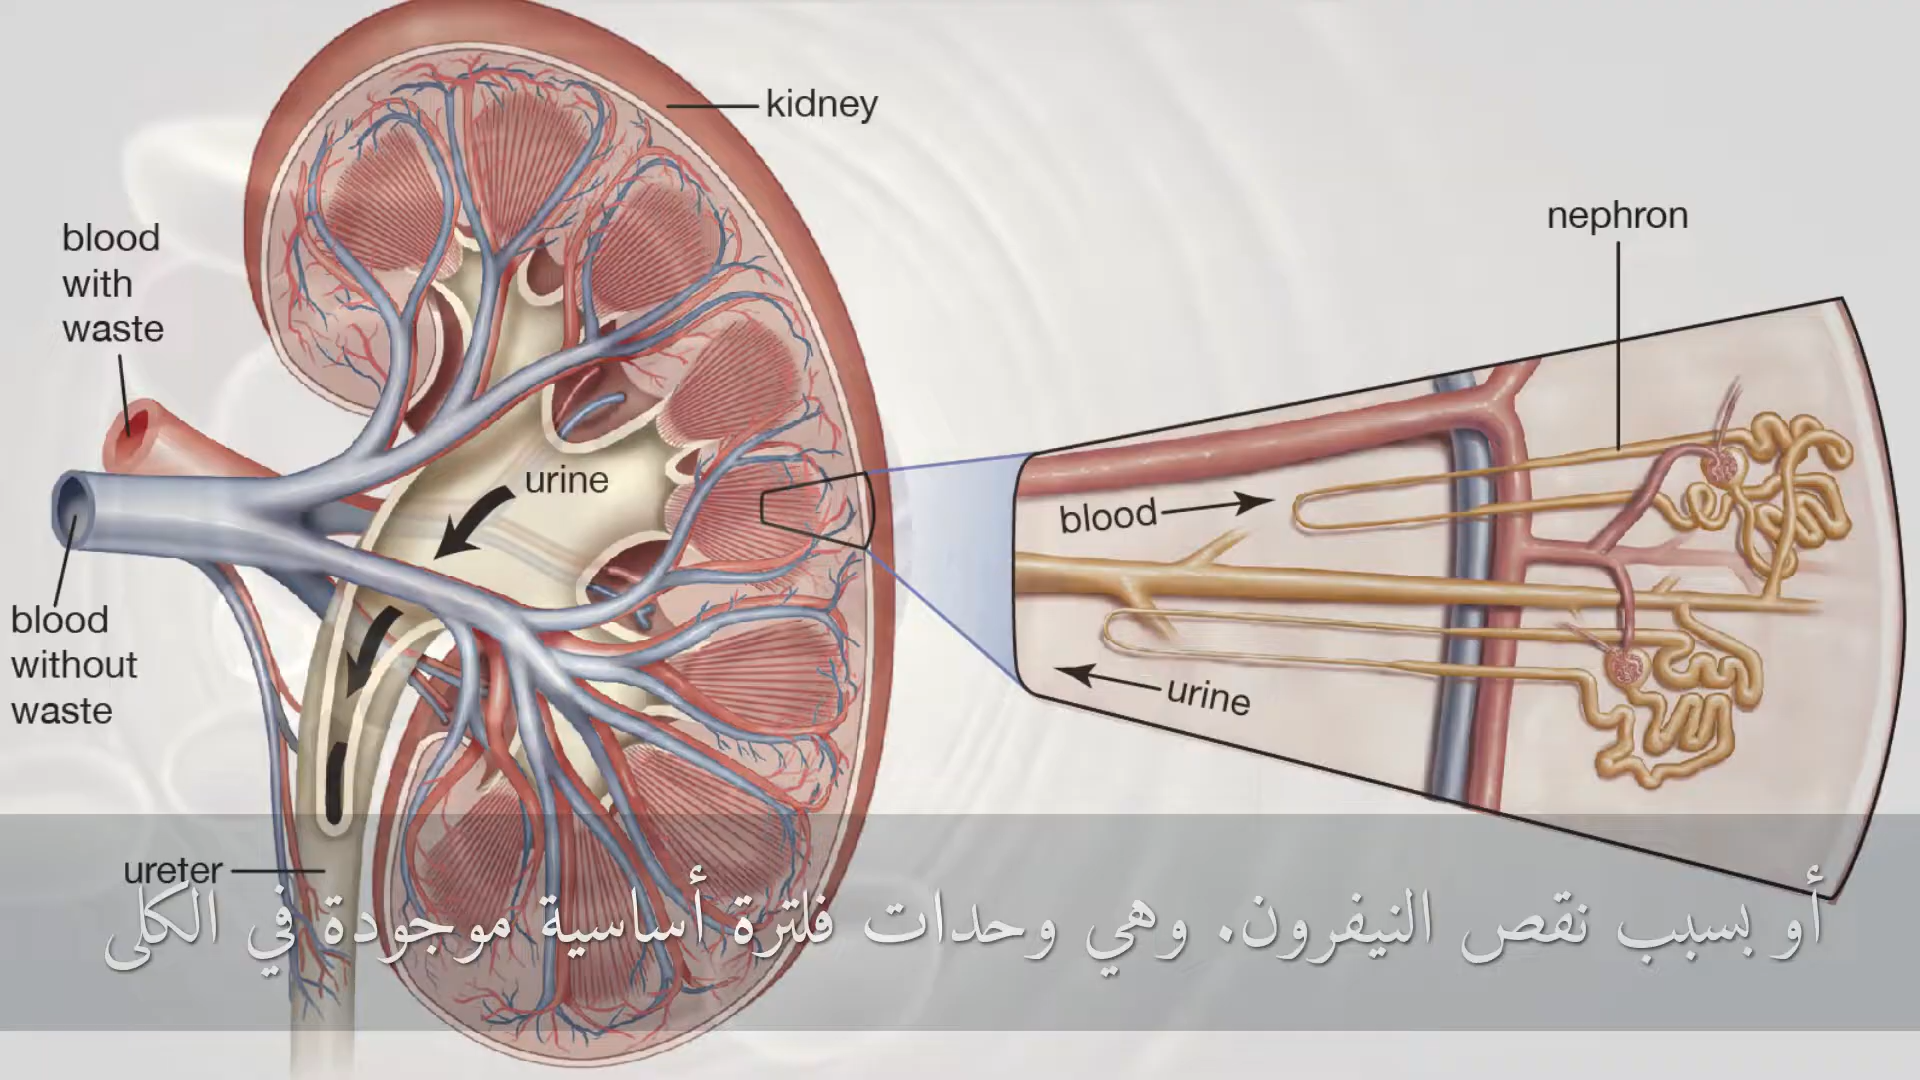 kidney
nephron
blood
with
waste
urine
blood
blood
without
waste
urine
ureter
أو بسبب نقص النيفرون. وهي وحدات فلترة أساسية موجودة في الكلى